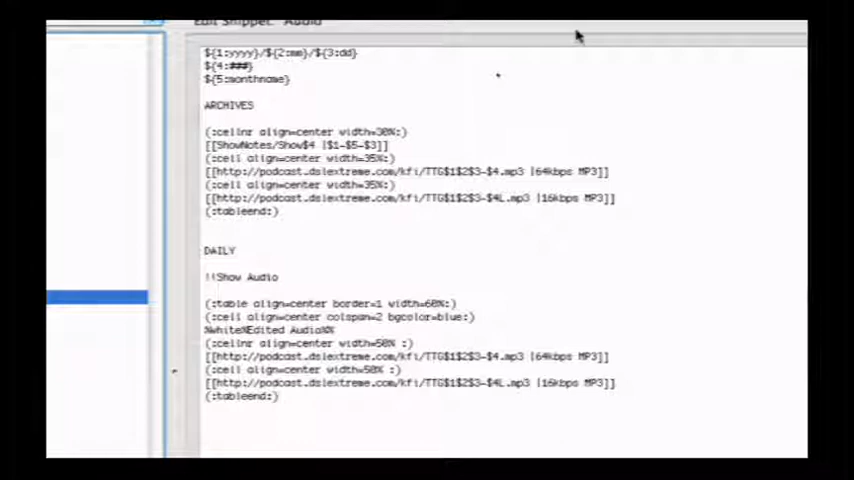 Edit Snippet: "Audio"
${1:yyyy}/${2:mm}/${3:dd}
${4:###}
${5:monthname}
ARCHIVES
(:cellnr align=center width=30%:)
[[ShowNotes/Show$4 |$1-$5-$3]]
(:cell align=center width=35%:)
[[http://podcast.dslextreme.com/kfi/TTG$1$2$3-$4.mp3 |64kbps MP3]]
(:cell align=center width=35%:)
[[http://podcast.dslextreme.com/kfi/TTG$1$2$3-$4L.mp3 |16kbps MP3]]
(:tableend:)
DAILY
!!Show Audio
(:table align=center border=1 width=60%:)
(:cell align=center colspan=2 bgcolor=blue:)
%white%Edited Audio%%
(:cellnr align=center width=50% :)
[[http://podcast.dslextreme.com/kfi/TTG$1$2$3-$4.mp3 |64kbps MP3]]
(:cell align=center width=50% :)
[[http://podcast.dslextreme.com/kfi/TTG$1$2$3-$4L.mp3 |16kbps MP3]]
(:tableend:)